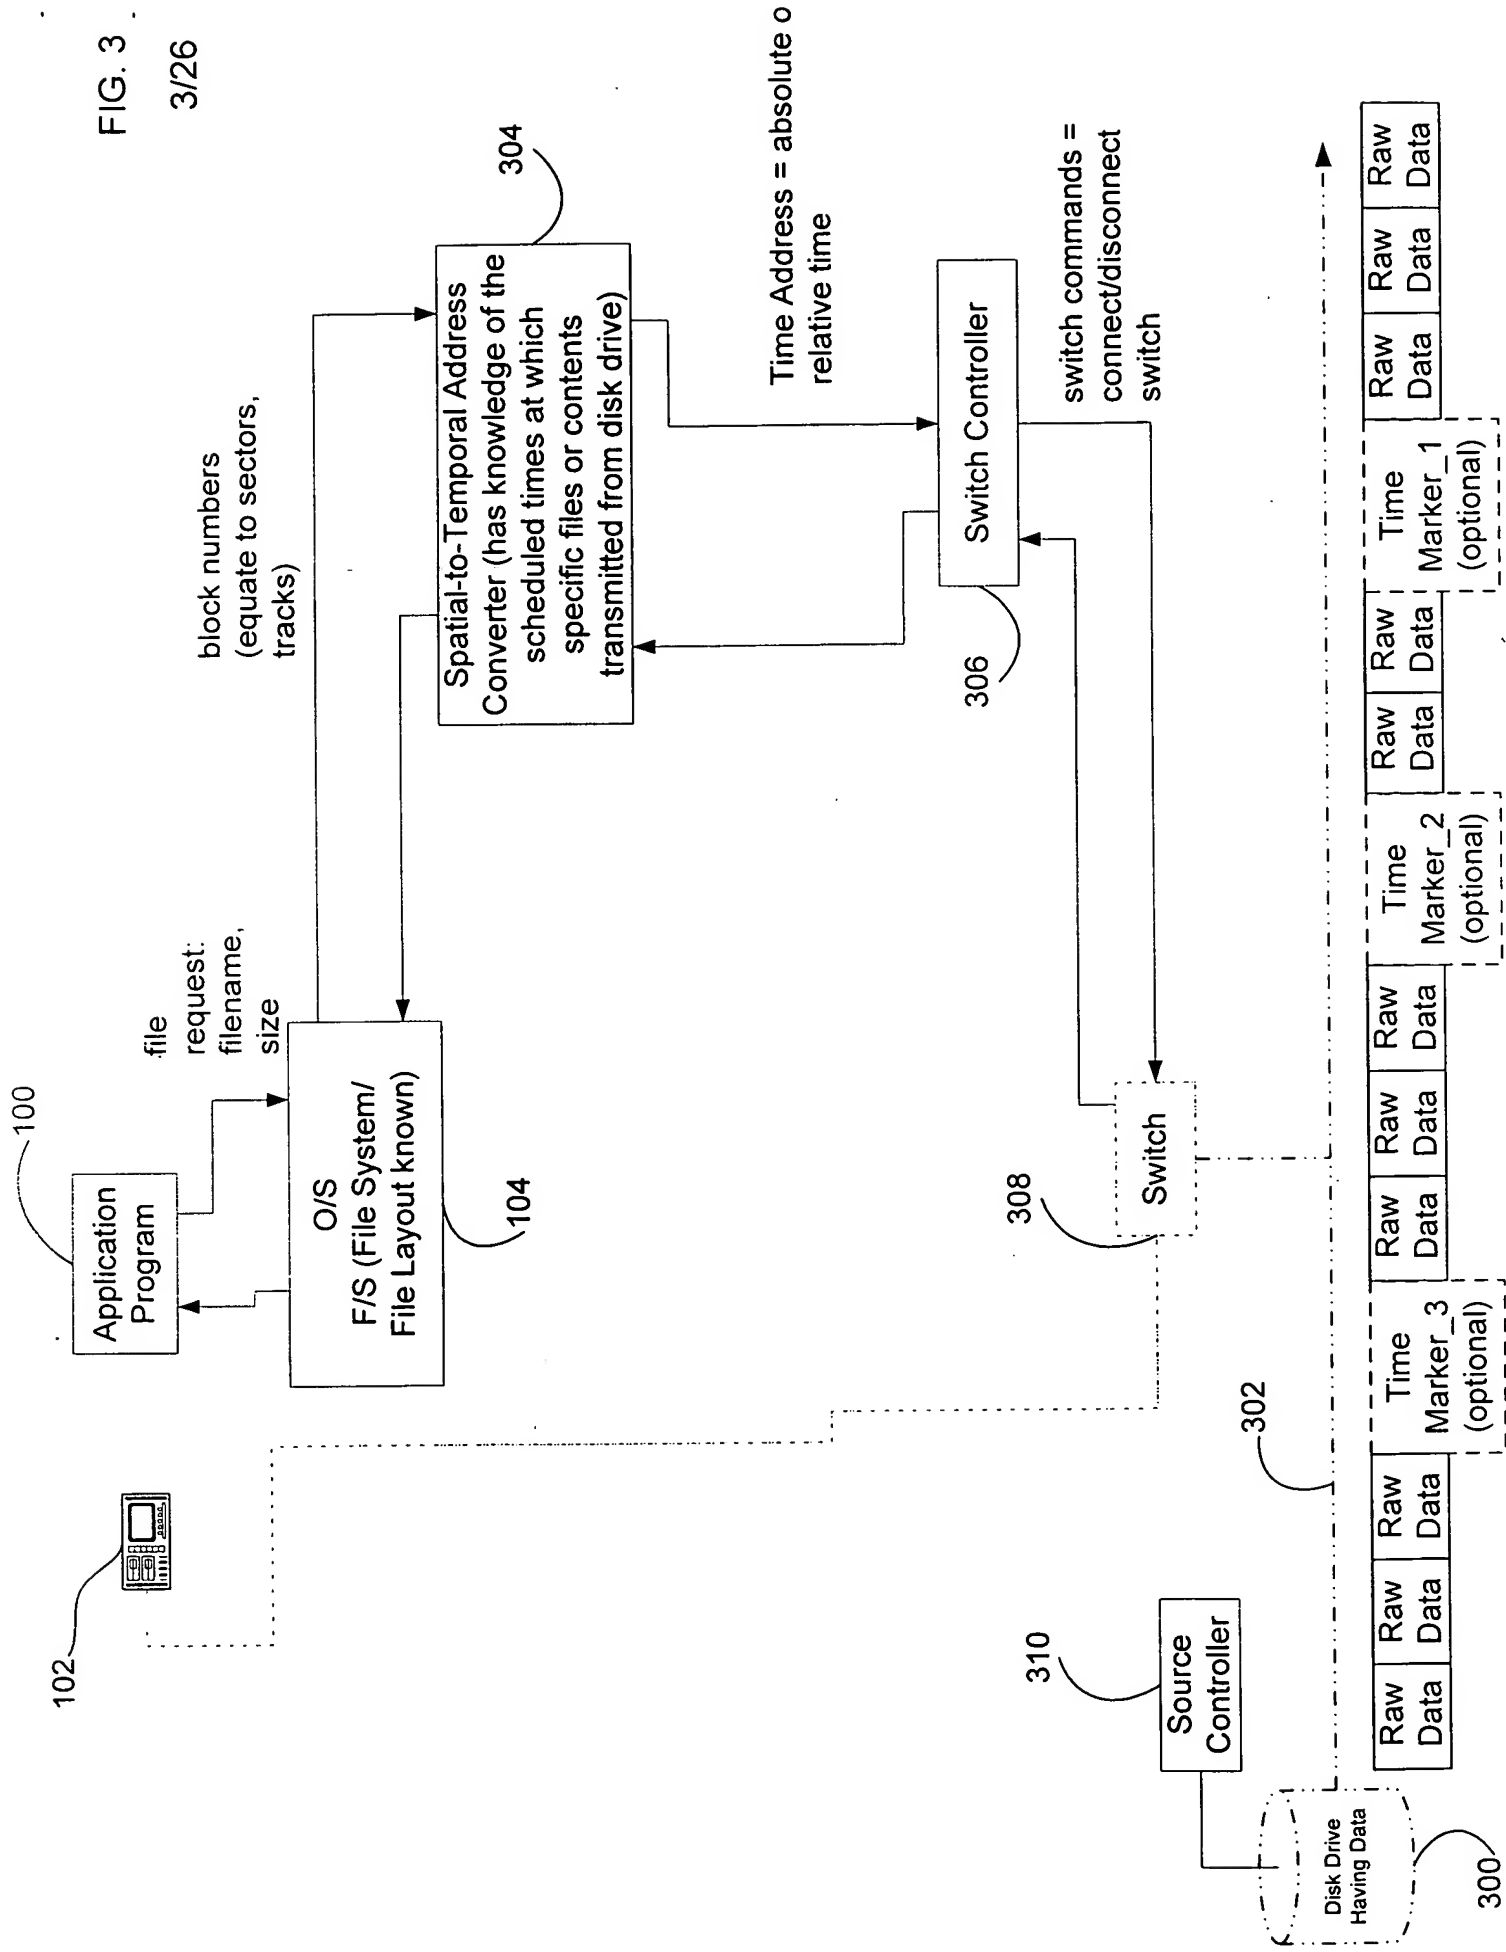 FIG. 3
3/26
100
Application
Program
file
request:
filename,
size
O/S
F/S (File System/
File Layout known)
104
102
block numbers
(equate to sectors,
tracks)
Spatial-to-Temporal Address
Converter (has knowledge of the
scheduled times at which
specific files or contents
transmitted from disk drive)
304
Time Address = absolute o
relative time
Switch Controller
306
switch commands =
connect/disconnect
switch
Switch
308
310
Source
Controller
302
Disk Drive
Having Data
300
Raw
Data
Raw
Data
Raw
Data
Time
Marker_3
(optional)
Raw
Data
Raw
Data
Raw
Data
Time
Marker_2
(optional)
Raw
Data
Raw
Data
Time
Marker_1
(optional)
Raw
Data
Raw
Data
Raw
Data